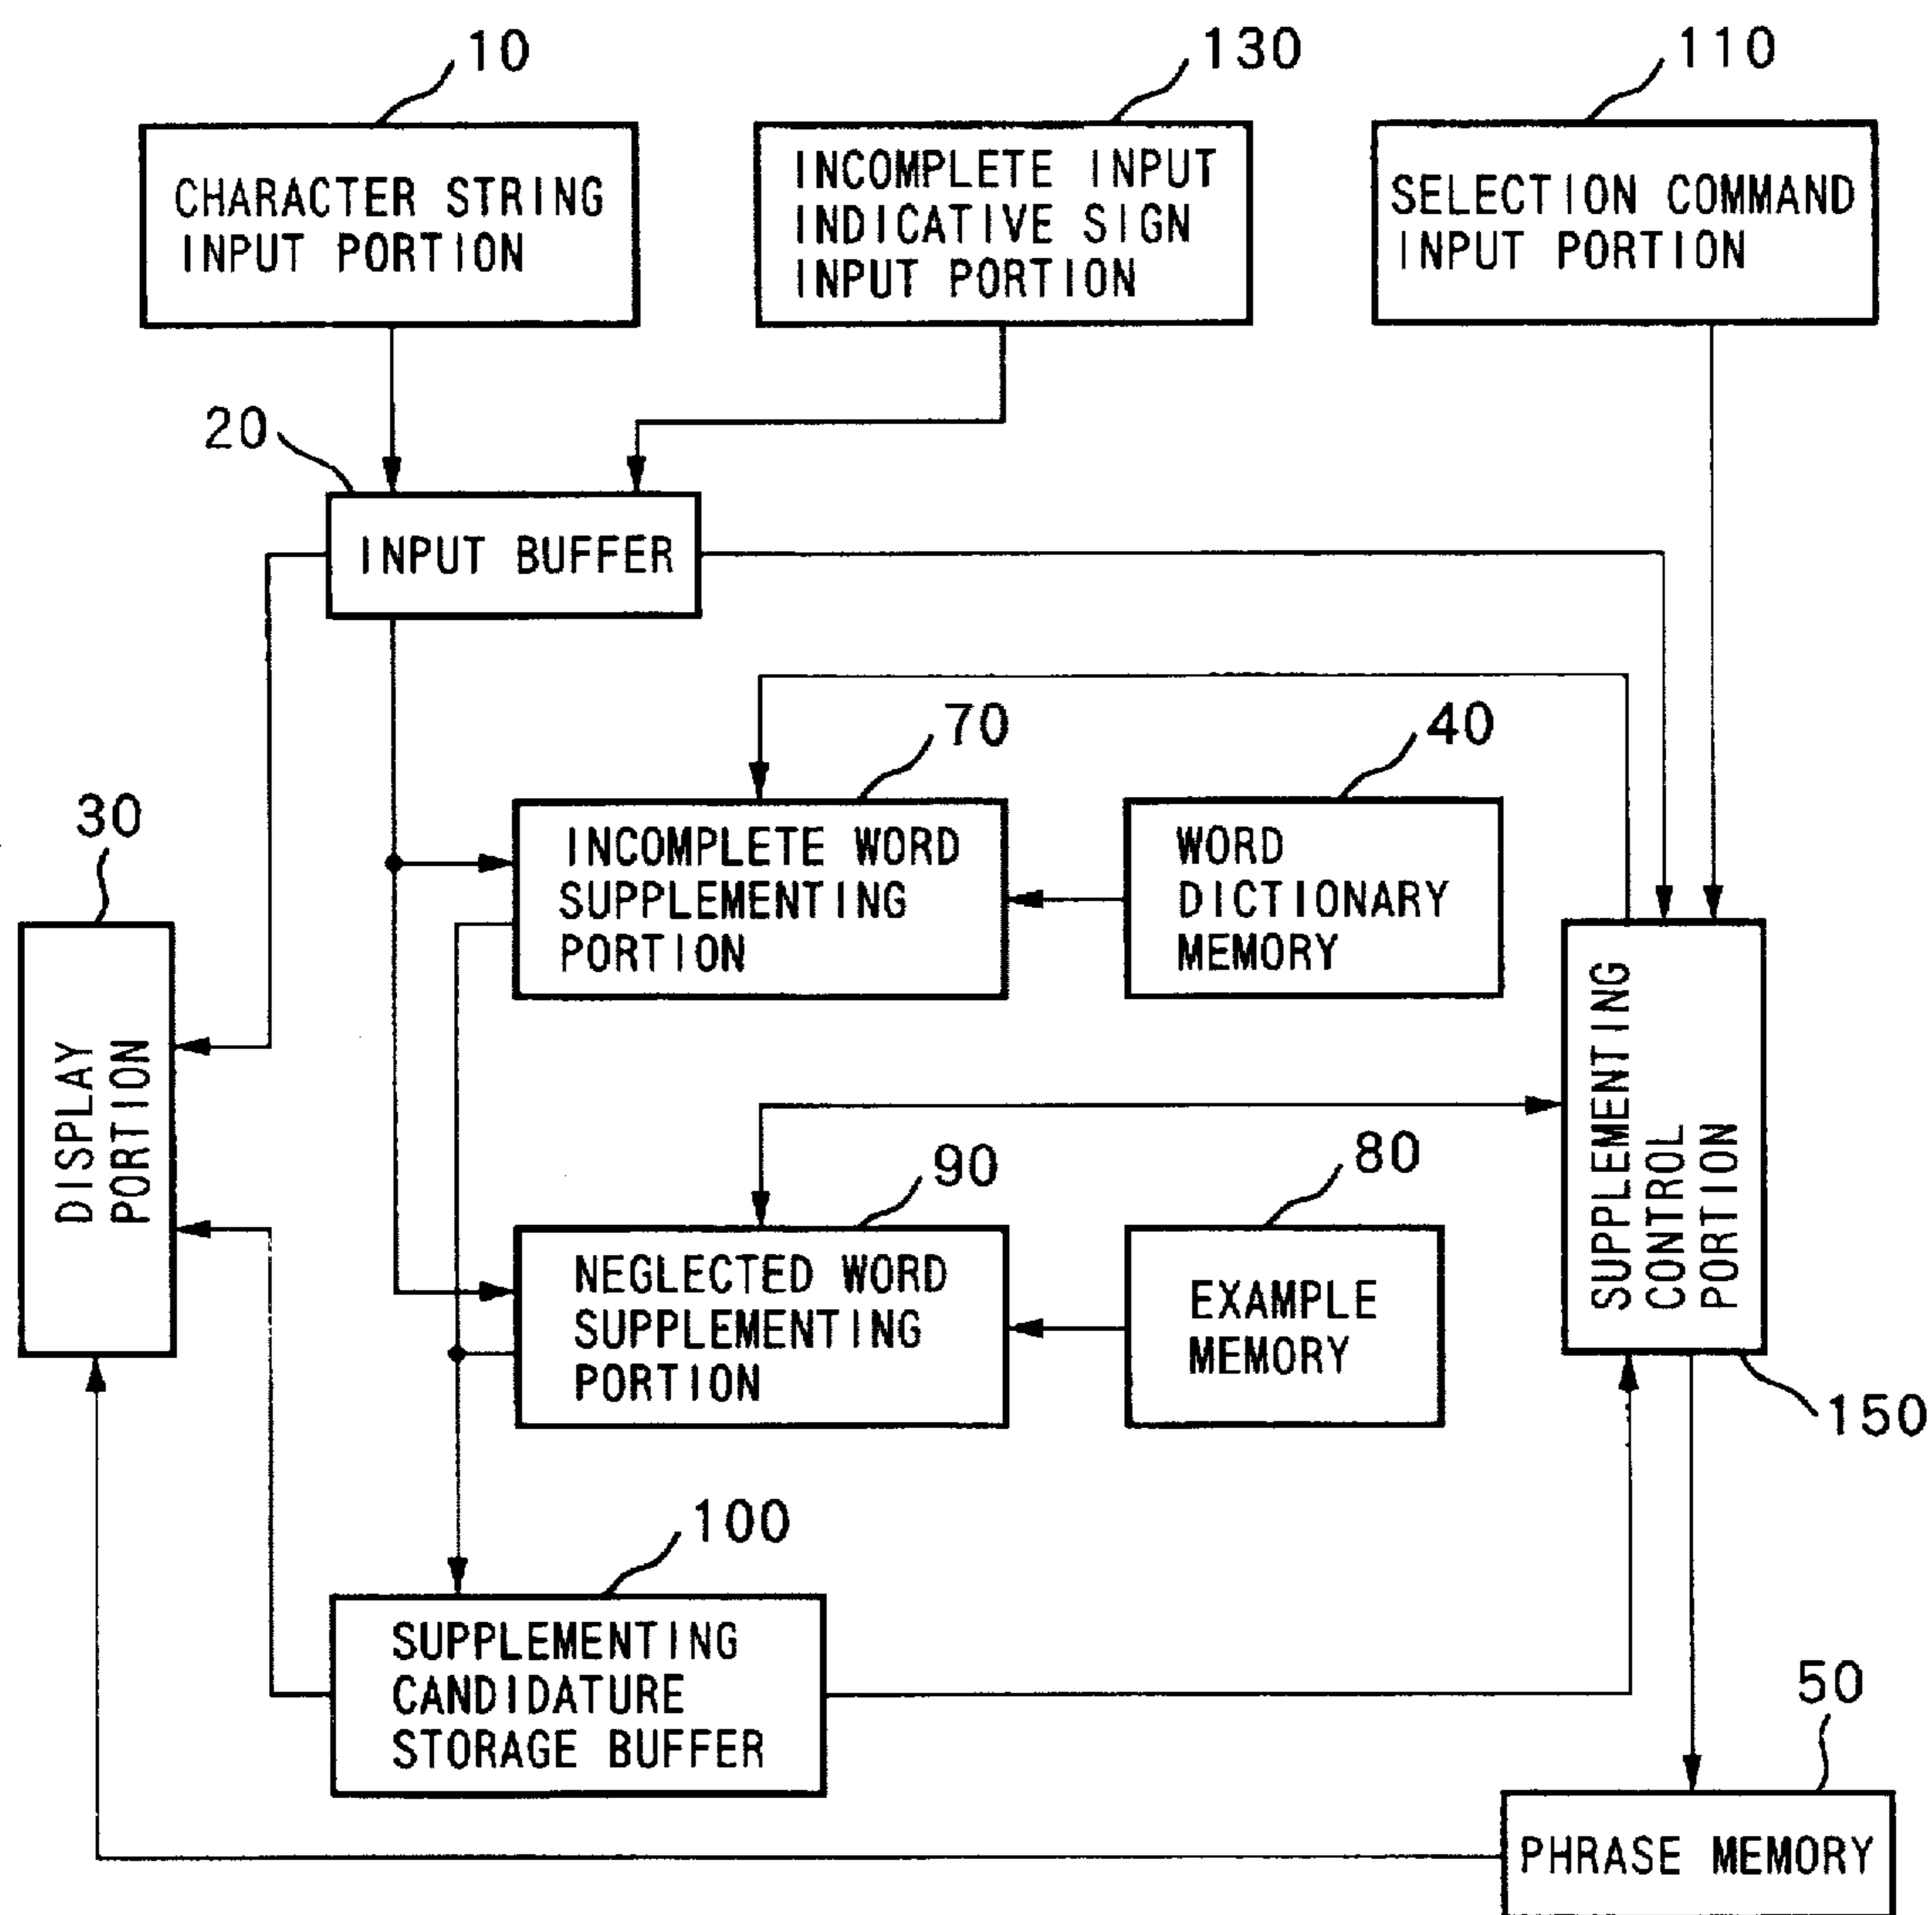 10
130
110
CHARACTER STRING
INPUT PORTION
INCOMPLETE INPUT
INDICATIVE SIGN
INPUT PORTION
SELECTION COMMAND
INPUT PORTION
20
INPUT BUFFER
70
40
30
INCOMPLETE WORD
SUPPLEMENTING
PORTION
WORD
DICTIONARY
MEMORY
DISPLAY
PORTION
SUPPLEMENTING
CONTROL
PORTION
90
80
NEGLECTED WORD
SUPPLEMENTING
PORTION
EXAMPLE
MEMORY
150
100
SUPPLEMENTING
CANDIDATURE
STORAGE BUFFER
50
PHRASE MEMORY